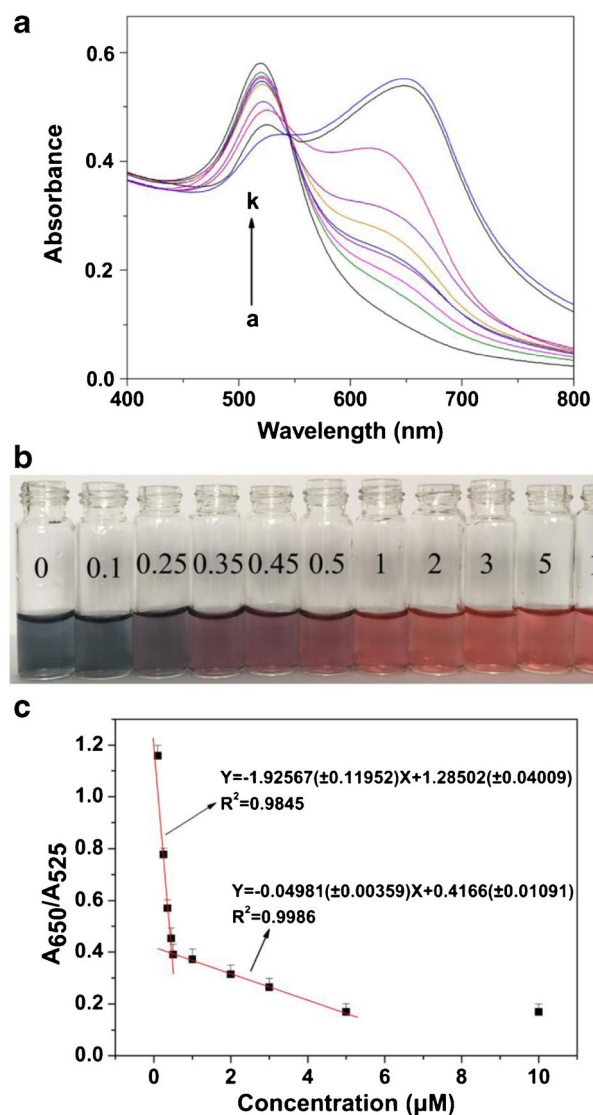 a
0.6
0.4
0.2
0.0
Absorbance
k
a
400 500 600 700 800
Wavelength (nm)
b
0 0.1 0.25 0.35 0.45 0.5 1 2 3 5
c
1.2
1.0
0.8
0.6
0.4
0.2
0.0
A650/A525
Y=-1.92567(±0.11952)X+1.28502(±0.04009)
R²=0.9845
Y=-0.04981(±0.00359)X+0.4166(±0.01091)
R²=0.9986
0 2 4 6 8 10
Concentration (µM)